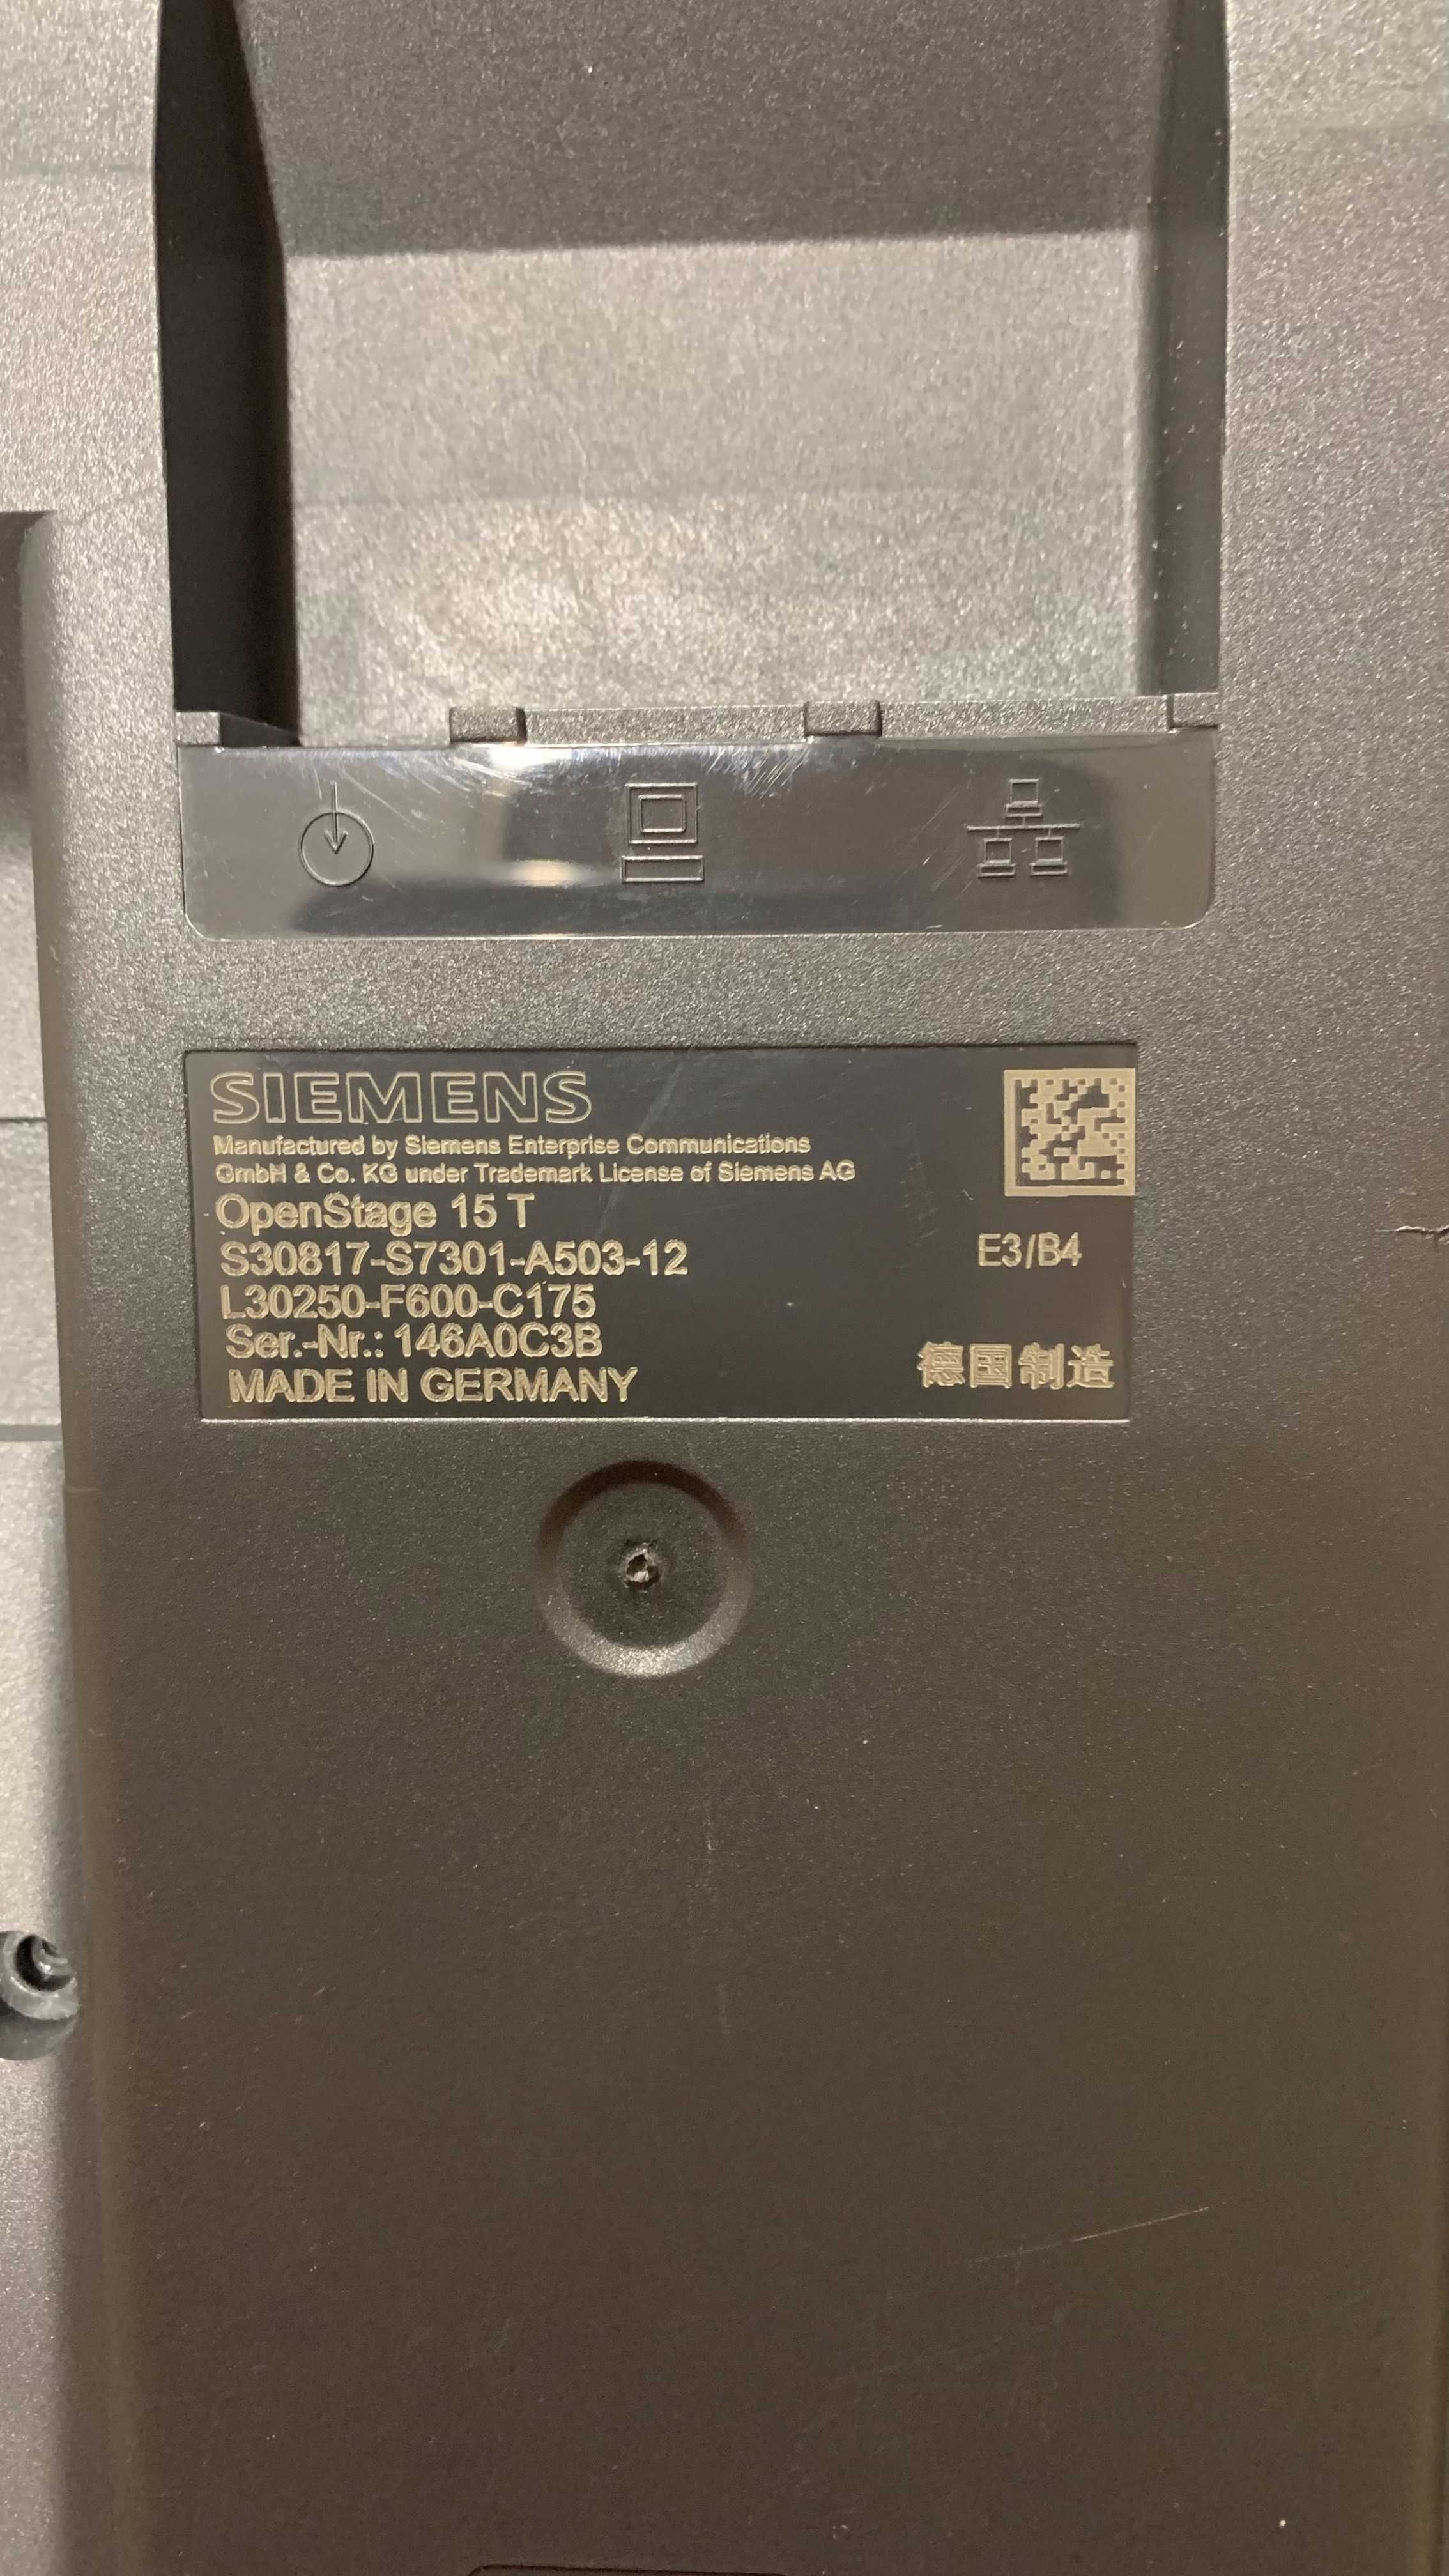 SIEMENS
Manufactured by Siemens Enterprise Communications
GmbH & Co. KG under Trademark License of Siemens AG
OpenStage 15 T
S30817-S7301-A503-12
E3/B4
L30250-F600-C175
Ser.-Nr.: 146A0C3B
MADE IN GERMANY
德国制造